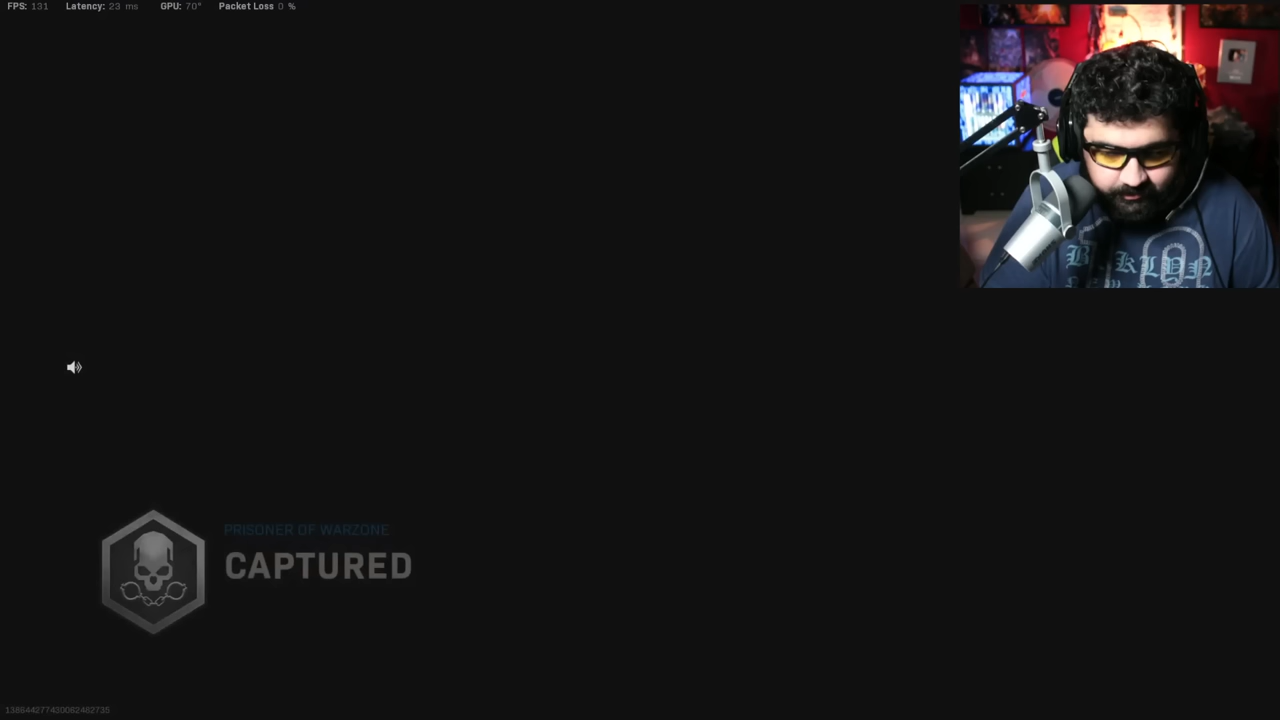 FPS: 131 Latency: 23 ms GPU: 70° Packet Loss 0 %
PRISONER OF WARZONE
CAPTURED